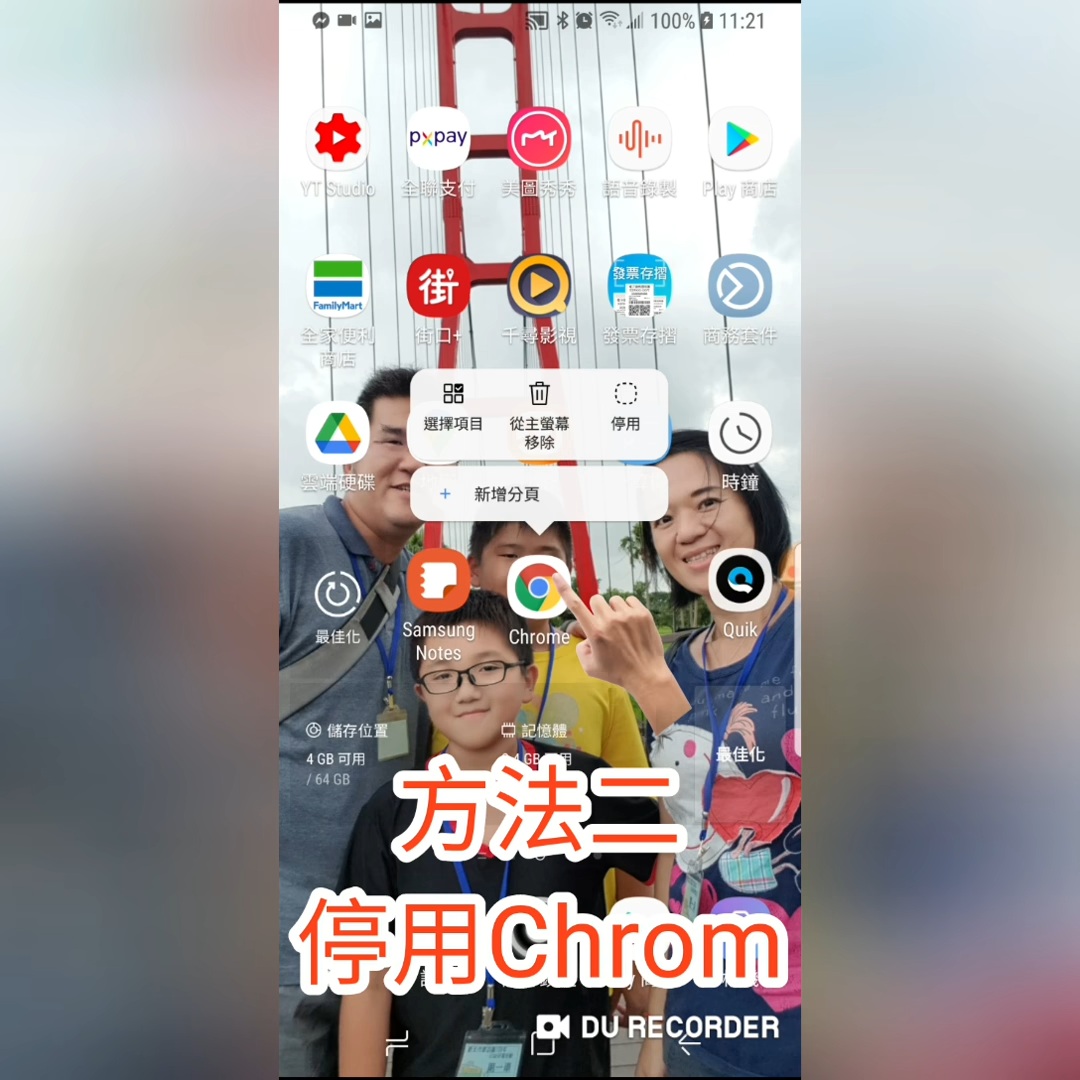 100% 11:21
pxpay
YT Studio 全聯支付 美圖秀秀 語音錄製 Play 商店
FamilyMart
街
發票存摺
全家便利
商店
街口+ 千尋影視 發票存摺 商務套件
選擇項目 從主螢幕
移除
停用
雲端硬碟 時鐘
+ 新增分頁
最佳化 Samsung
Notes
Chrome Quik
儲存位置 記憶體
4 GB 可用
/ 64 GB
最佳化
方法二
停用Chrom
DU RECORDER